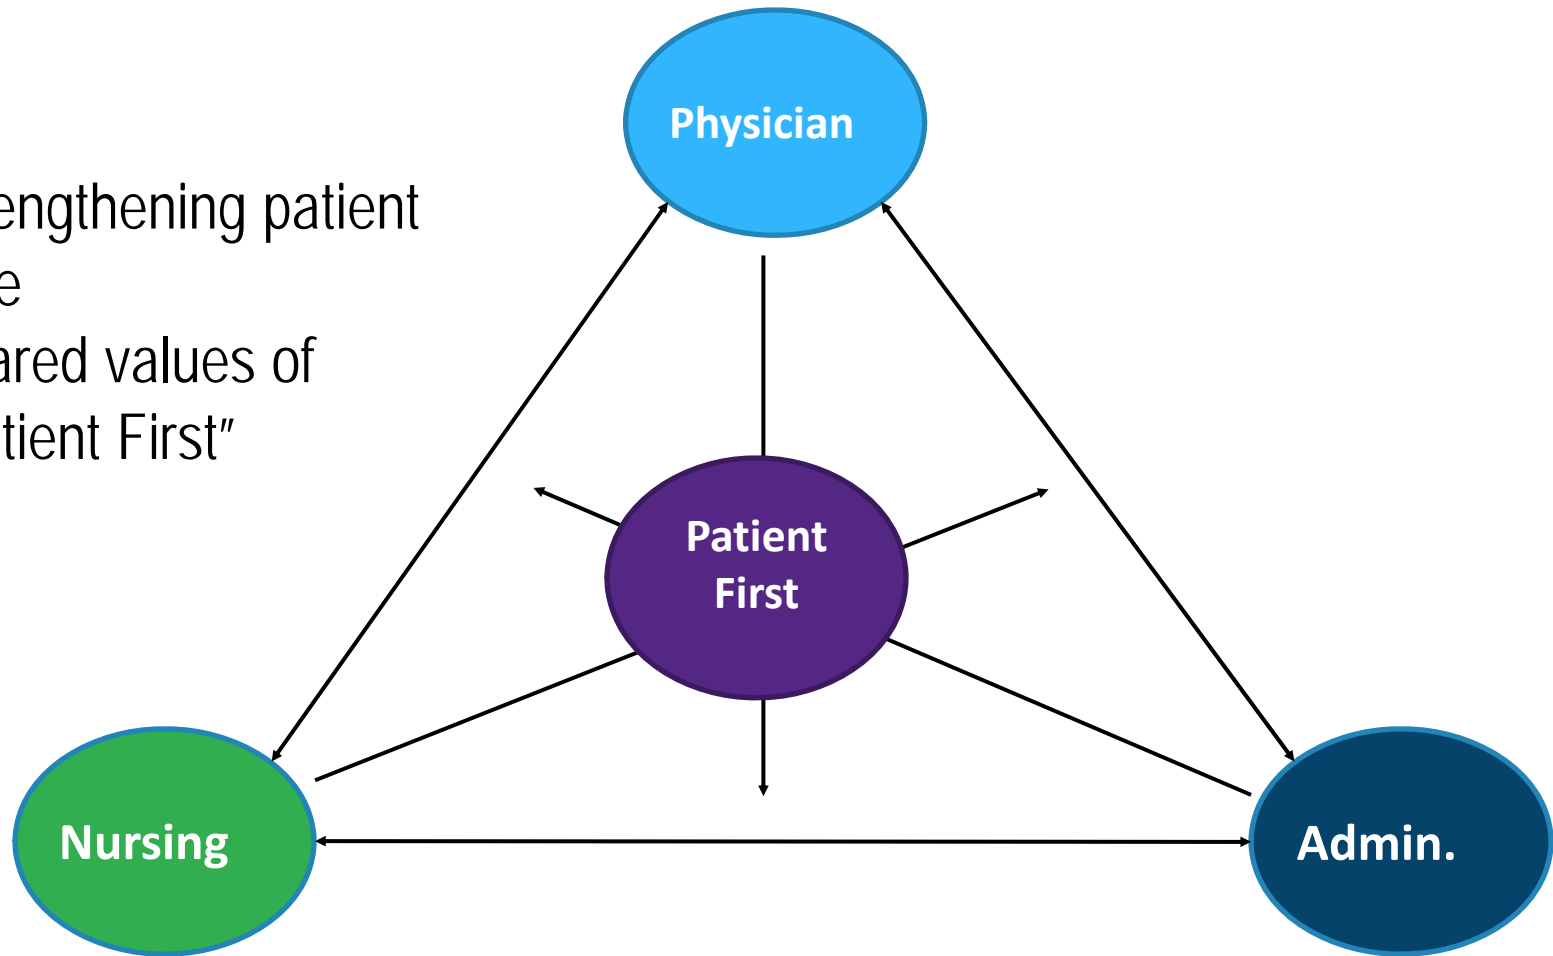 Physician
engthening patient
e
ared values of
tient First"
Patient
First
Nursing
Admin.